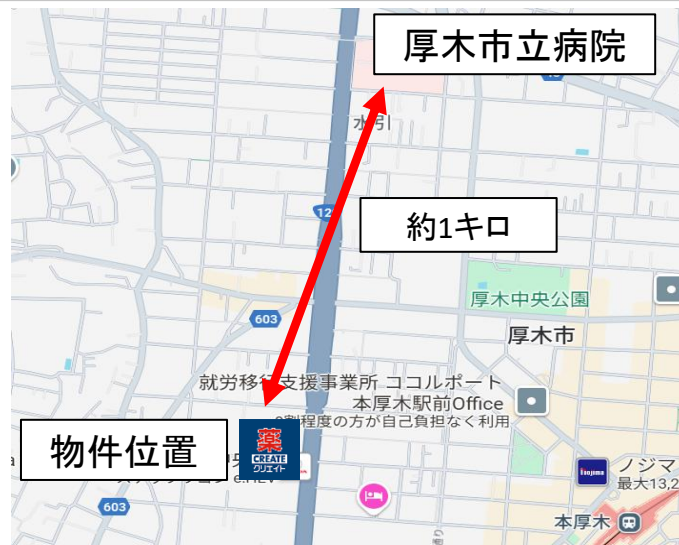 厚木市立病院
水引
12
約1キロ
厚木中央公園
603
厚木市
就労移行支援事業所 ココルポート
本厚木駅前Office
割程度の方が自己負担なく利用
物件位置
薬
CREATE
クリエイト
nojima
ノジマ
最大13,2
603
本厚木
通り